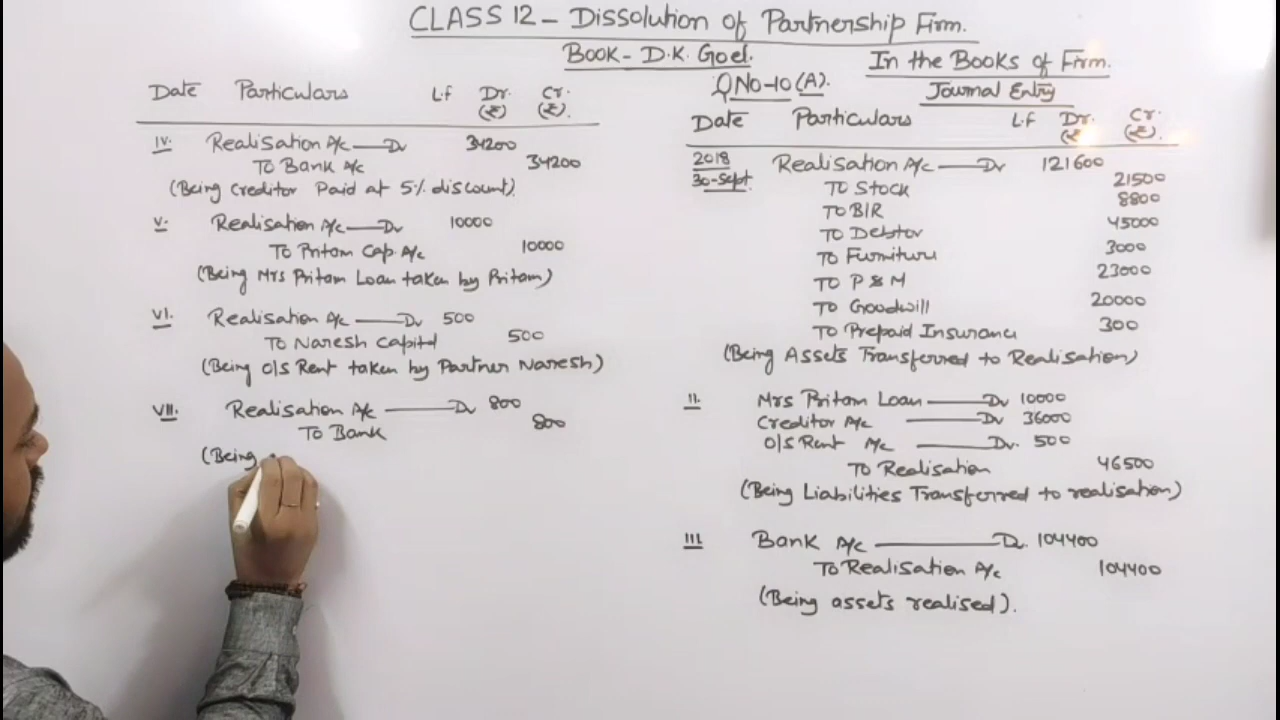 CLASS 12 - Dissolution of Partnership Firm.
Book - D.K. Goel.
In the Books of Firm.
QNo-10 (A).
Journal Entry
Date Particulars L.f Dr. (₹) Cr. (₹)
2018 Realisation A/c — Dr 121600
30-Sept To Stock 21500
To B/R 8800
To Debtor 45000
To Furniture 3000
To P & M 23000
To Goodwill 20000
To Prepaid Insurance 300
(Being Assets Transferred to Realisation)
II. Mrs Pritam Loan — Dr 10000
Creditor A/c — Dr 36000
O/s Rent A/c — Dr. 500
To Realisation 46500
(Being Liabilities Transferred to realisation)
III Bank A/c — Dr. 104400
To Realisation A/c 104400
(Being assets realised).
Date Particulars L.f Dr. (₹) Cr. (₹)
IV. Realisation A/c — Dr 34200
To Bank A/c 34200
(Being Creditor Paid at 5% discount)
V. Realisation A/c — Dr 10000
To Pritam Cap. A/c 10000
(Being Mrs Pritam Loan taken by Pritam)
VI. Realisation A/c — Dr 500
To Naresh Capital 500
(Being O/s Rent taken by Partner Naresh)
VII. Realisation A/c — Dr 800
To Bank 800
(Being